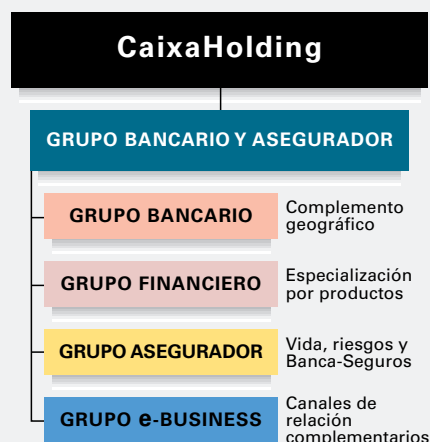 CaixaHolding
GRUPO BANCARIO Y ASEGURADOR
GRUPO BANCARIO
Complemento
geográfico
GRUPO FINANCIERO
Especialización
por productos
GRUPO ASEGURADOR
Vida, riesgos y
Banca-Seguros
GRUPO e-BUSINESS
Canales de
relación
complementarios